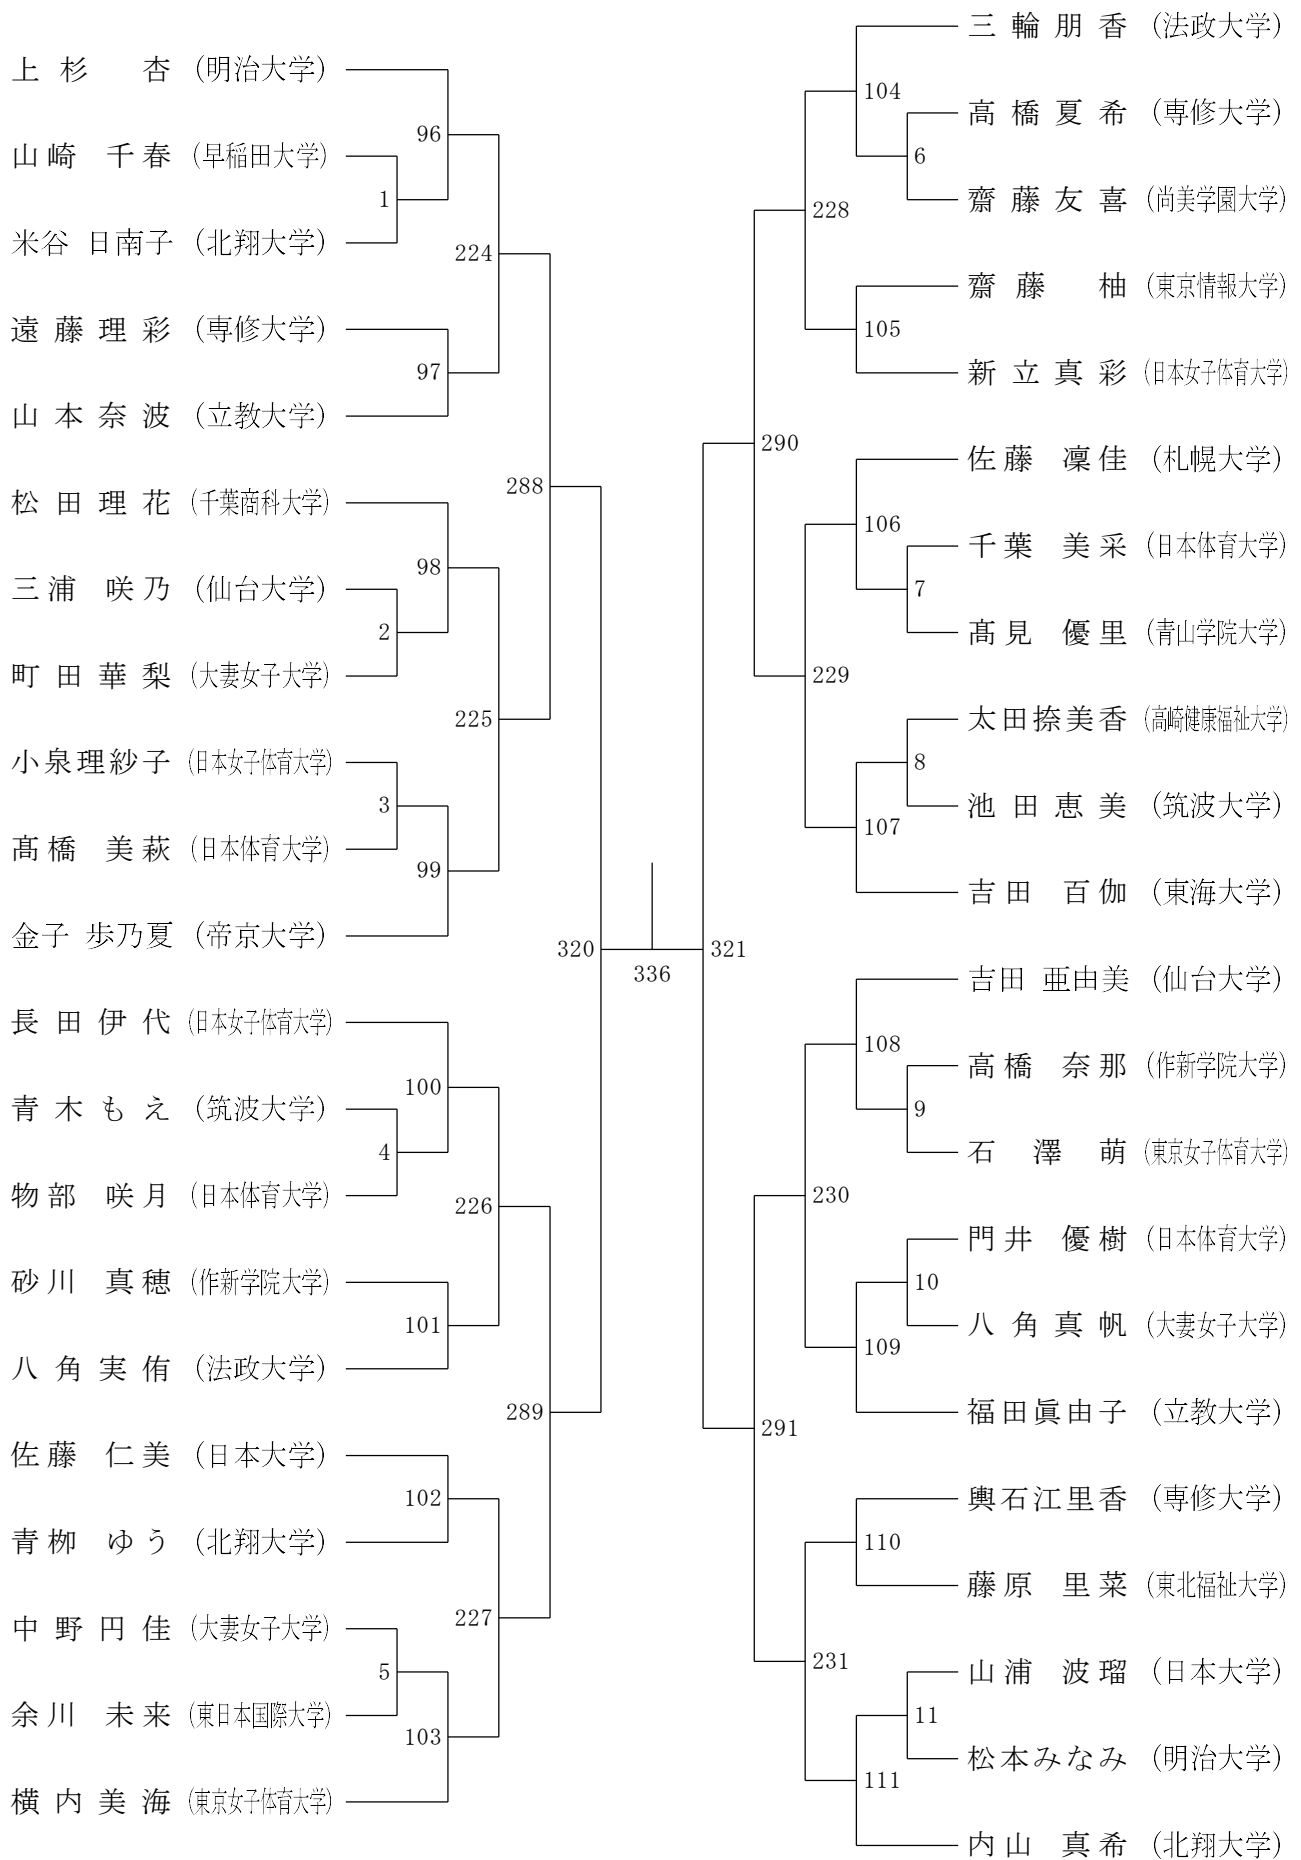 上杉 杏 (明治大学)
96
山崎 千春 (早稲田大学)
1
米谷 日南子 (北翔大学)
224
遠藤理彩 (専修大学)
97
山本奈波 (立教大学)
288
松田理花 (千葉商科大学)
98
三浦 咲乃 (仙台大学)
2
町田華梨 (大妻女子大学)
225
小泉理紗子 (日本女子体育大学)
3
髙橋 美萩 (日本体育大学)
99
金子 歩乃夏 (帝京大学)
320
336
長田伊代 (日本女子体育大学)
100
青木もえ (筑波大学)
4
物部 咲月 (日本体育大学)
226
砂川 真穂 (作新学院大学)
101
八角実侑 (法政大学)
289
佐藤 仁美 (日本大学)
102
青栁 ゆう (北翔大学)
227
中野円佳 (大妻女子大学)
5
余川 未来 (東日本国際大学)
103
横内美海 (東京女子体育大学)
三輪朋香 (法政大学)
104
高橋夏希 (専修大学)
6
齋藤友喜 (尚美学園大学)
228
齋藤 柚 (東京情報大学)
105
新立真彩 (日本女子体育大学)
290
佐藤 凜佳 (札幌大学)
106
千葉 美采 (日本体育大学)
7
髙見 優里 (青山学院大学)
229
太田捺美香 (高崎健康福祉大学)
8
池田恵美 (筑波大学)
107
吉田 百伽 (東海大学)
321
吉田 亜由美 (仙台大学)
108
高橋 奈那 (作新学院大学)
9
石澤萌 (東京女子体育大学)
230
門井 優樹 (日本体育大学)
10
八角真帆 (大妻女子大学)
109
福田眞由子 (立教大学)
291
輿石江里香 (専修大学)
110
藤原 里菜 (東北福祉大学)
231
山浦 波瑠 (日本大学)
11
松本みなみ (明治大学)
111
内山 真希 (北翔大学)